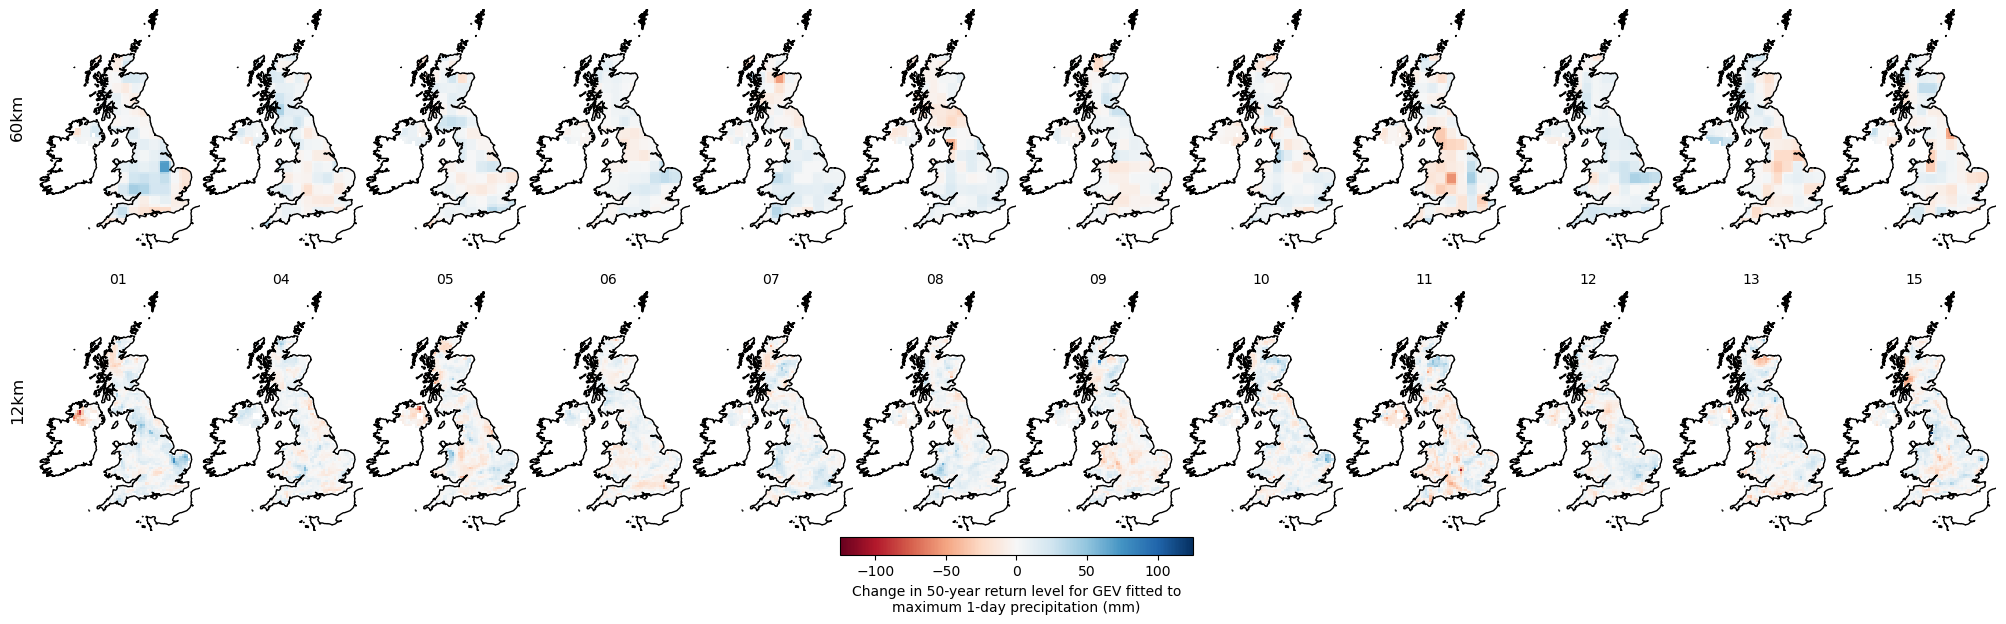 60km
01 04 05 06 07 08 09 10 11 12 13 15
12km
−100 −50 0 50 100
Change in 50-year return level for GEV fitted to
maximum 1-day precipitation (mm)